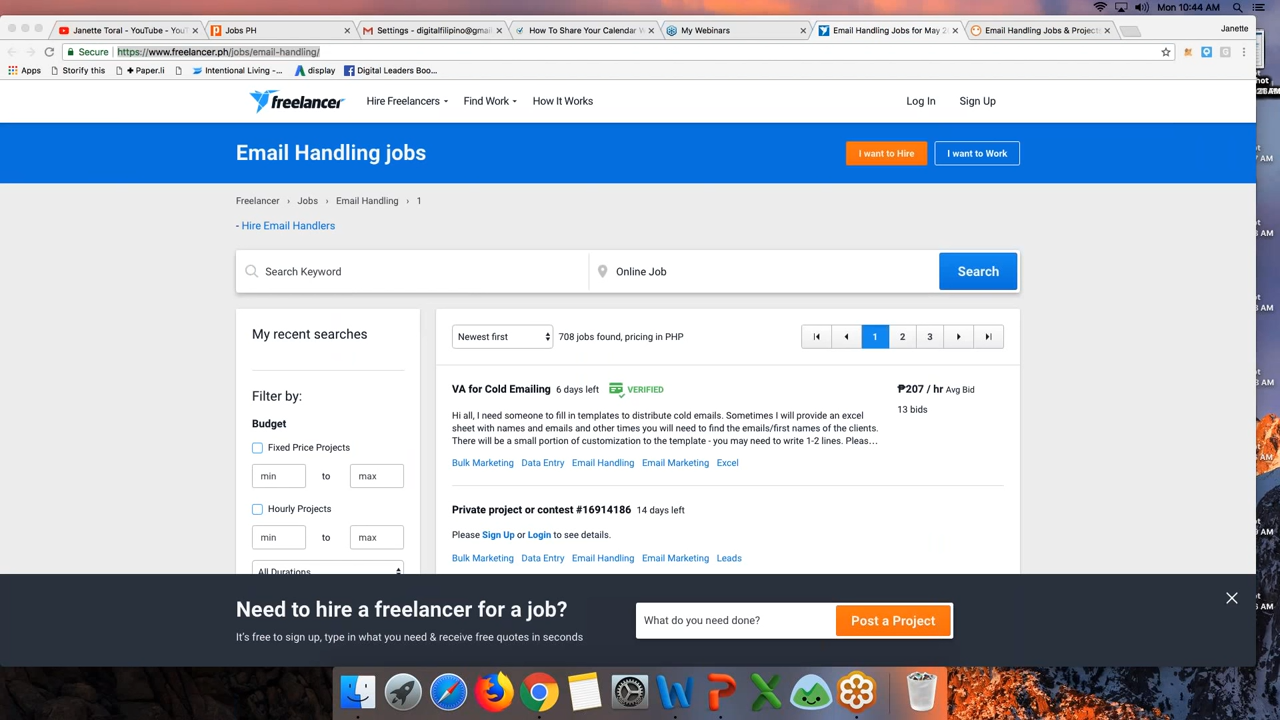 Mon 10:44 AM
Janette Toral - YouTube - You
Jobs PH
Settings - digitalfilipino@gmai
How To Share Your Calendar
My Webinars
Email Handling Jobs for May 2
Email Handling Jobs & Project
Janette
Secure
https://www.freelancer.ph/jobs/email-handling/
Apps
Storify this
+ Paper.li
Intentional Living -...
display
Digital Leaders Boo...
freelancer
Hire Freelancers
Find Work
How It Works
Log In
Sign Up
Email Handling jobs
I want to Hire
I want to Work
Freelancer › Jobs › Email Handling › 1
- Hire Email Handlers
Search Keyword
Online Job
Search
My recent searches
Filter by:
Budget
Fixed Price Projects
min to max
Hourly Projects
min to max
All Durations
Newest first
708 jobs found, pricing in PHP
1 2 3
VA for Cold Emailing 6 days left VERIFIED
₱207 / hr Avg Bid
13 bids
Hi all, I need someone to fill in templates to distribute cold emails. Sometimes I will provide an excel
sheet with names and emails and other times you will need to find the emails/first names of the clients.
There will be a small portion of customization to the template - you may need to write 1-2 lines. Pleas...
Bulk Marketing Data Entry Email Handling Email Marketing Excel
Private project or contest #16914186 14 days left
Please Sign Up or Login to see details.
Bulk Marketing Data Entry Email Handling Email Marketing Leads
Need to hire a freelancer for a job?
It's free to sign up, type in what you need & receive free quotes in seconds
What do you need done?
Post a Project